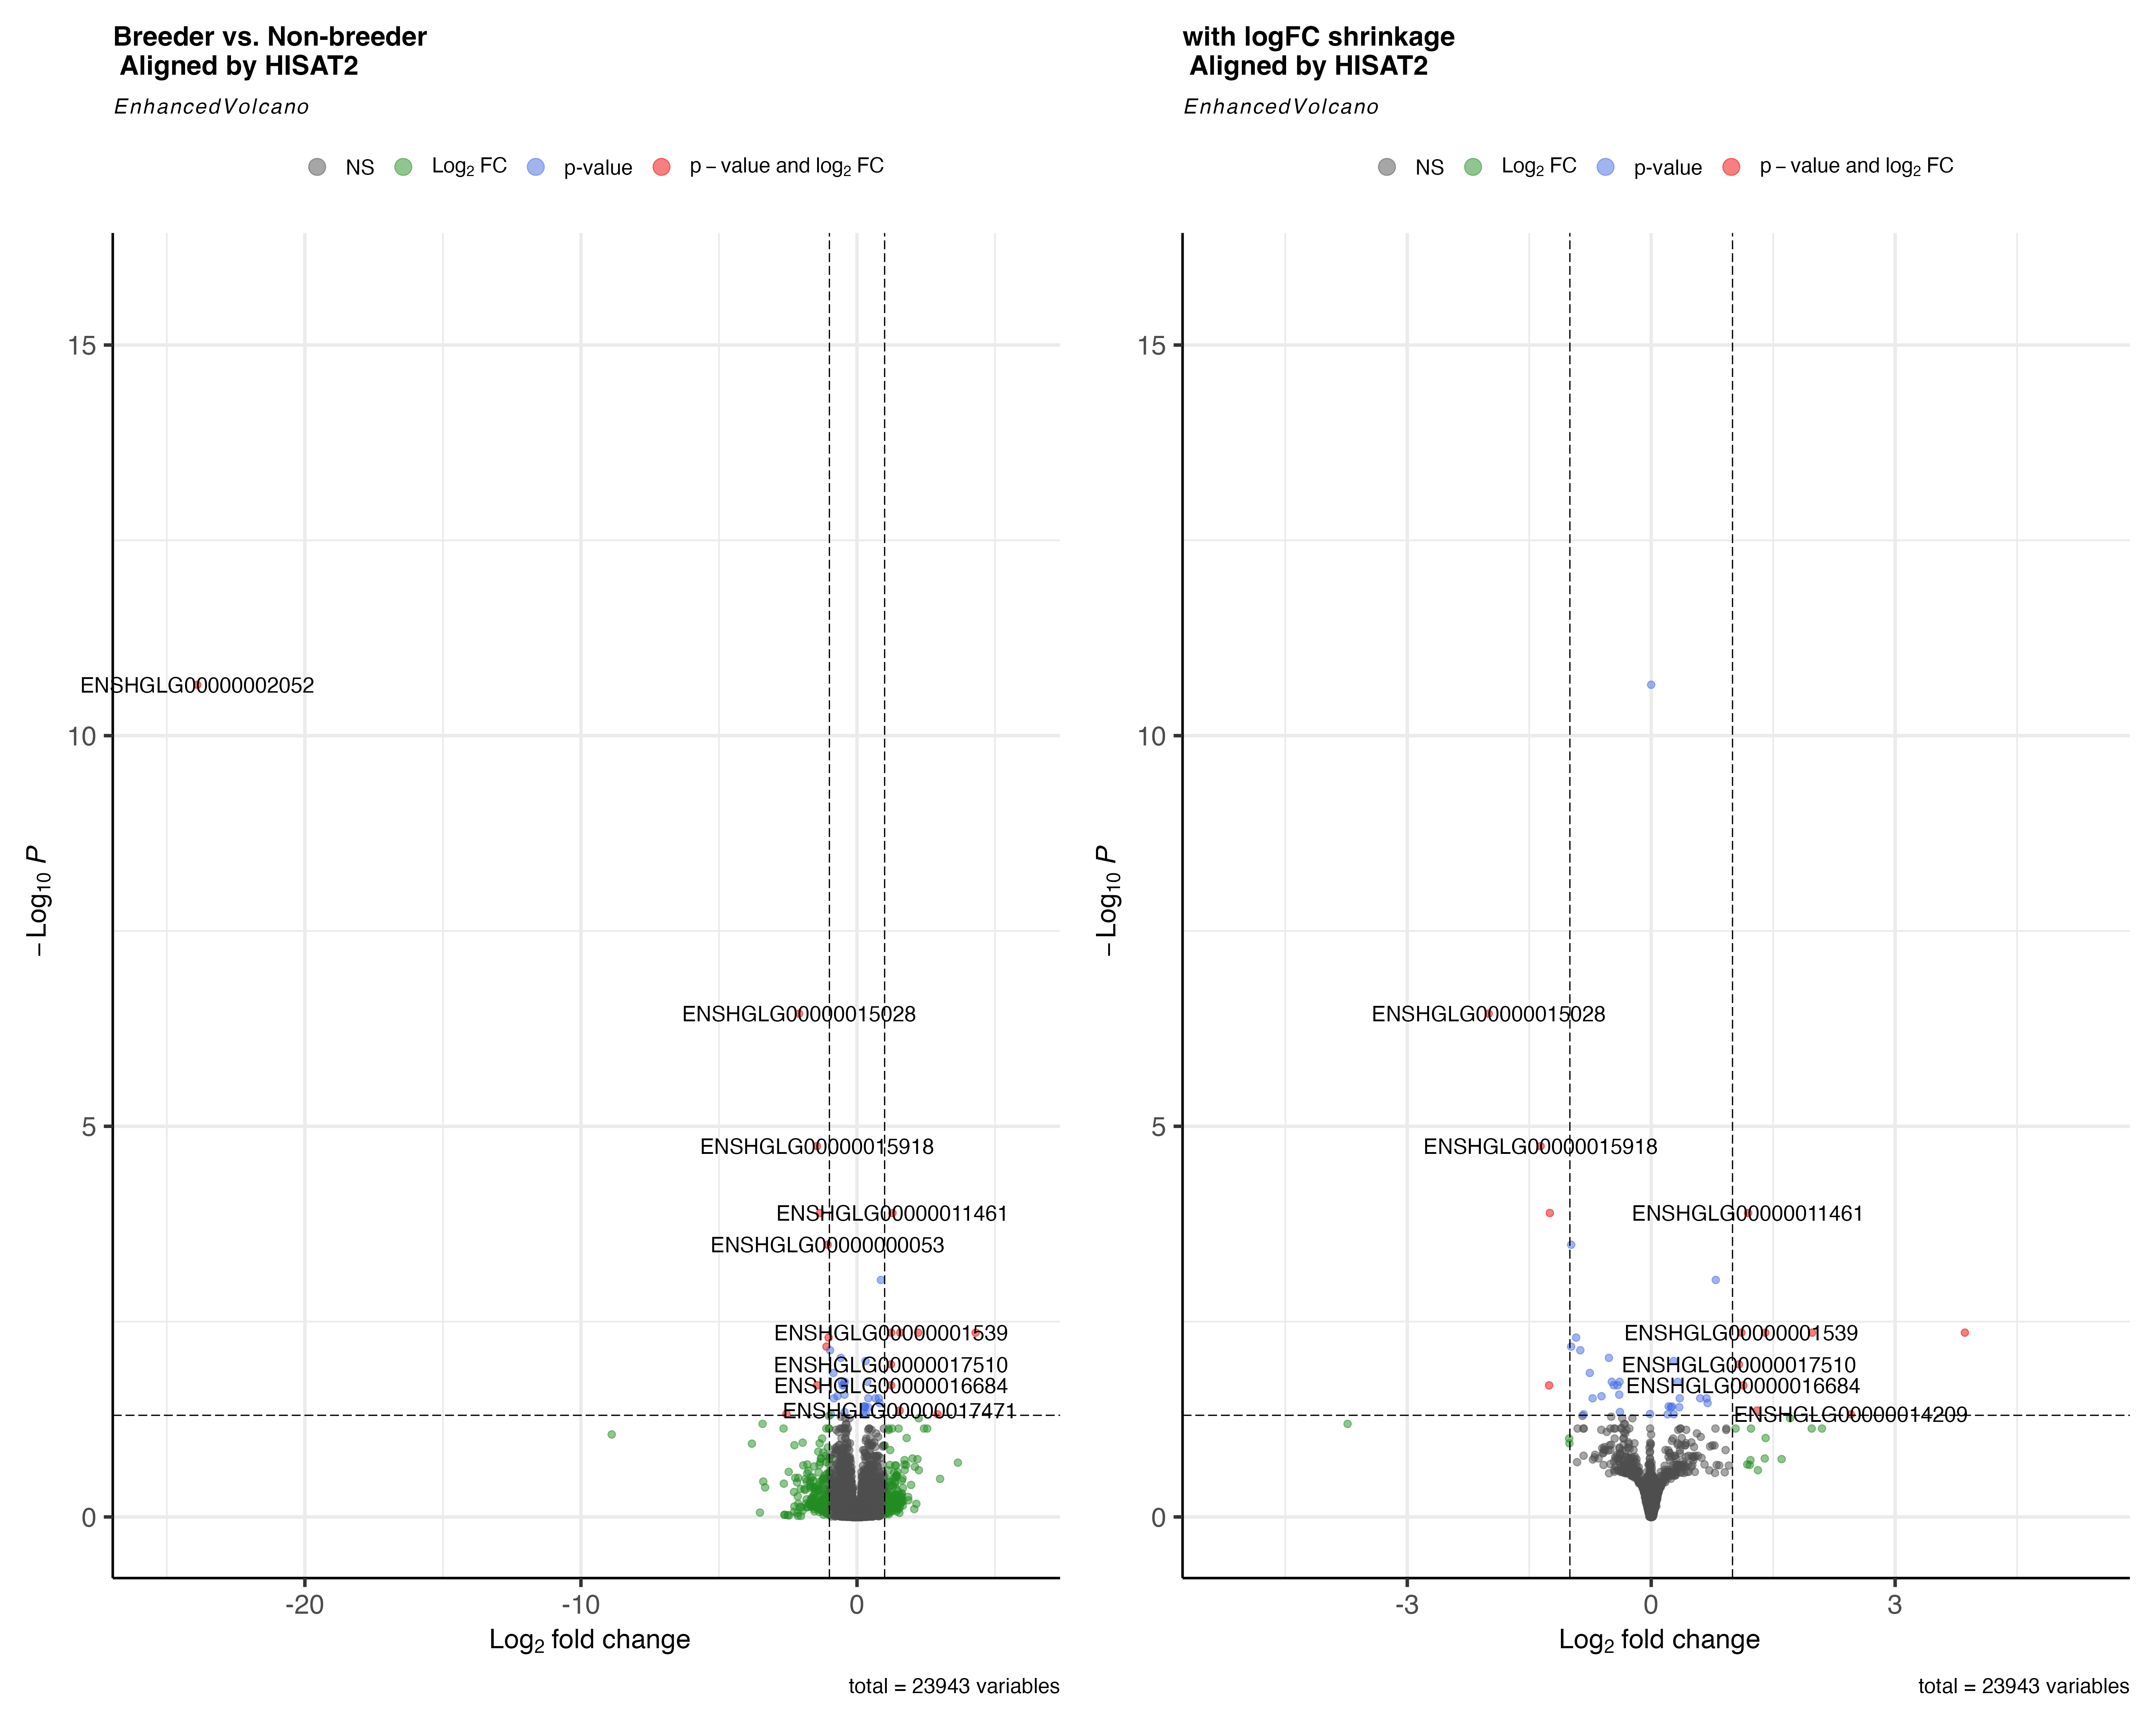 Breeder vs. Non-breeder
Aligned by HISAT2
EnhancedVolcano
NS Log2 FC p-value p – value and log2 FC
15
10
5
0
–Log10 P
ENSHGLG00000002052
ENSHGLG00000015028
ENSHGLG00000015918
ENSHGLG00000011461
ENSHGLG00000000053
ENSHGLG00000001539
ENSHGLG00000017510
ENSHGLG00000016684
ENSHGLG00000017471
-20 -10 0
Log2 fold change
total = 23943 variables
with logFC shrinkage
Aligned by HISAT2
EnhancedVolcano
NS Log2 FC p-value p – value and log2 FC
15
10
5
0
–Log10 P
ENSHGLG00000015028
ENSHGLG00000015918
ENSHGLG00000011461
ENSHGLG00000001539
ENSHGLG00000017510
ENSHGLG00000016684
ENSHGLG00000014209
-3 0 3
Log2 fold change
total = 23943 variables